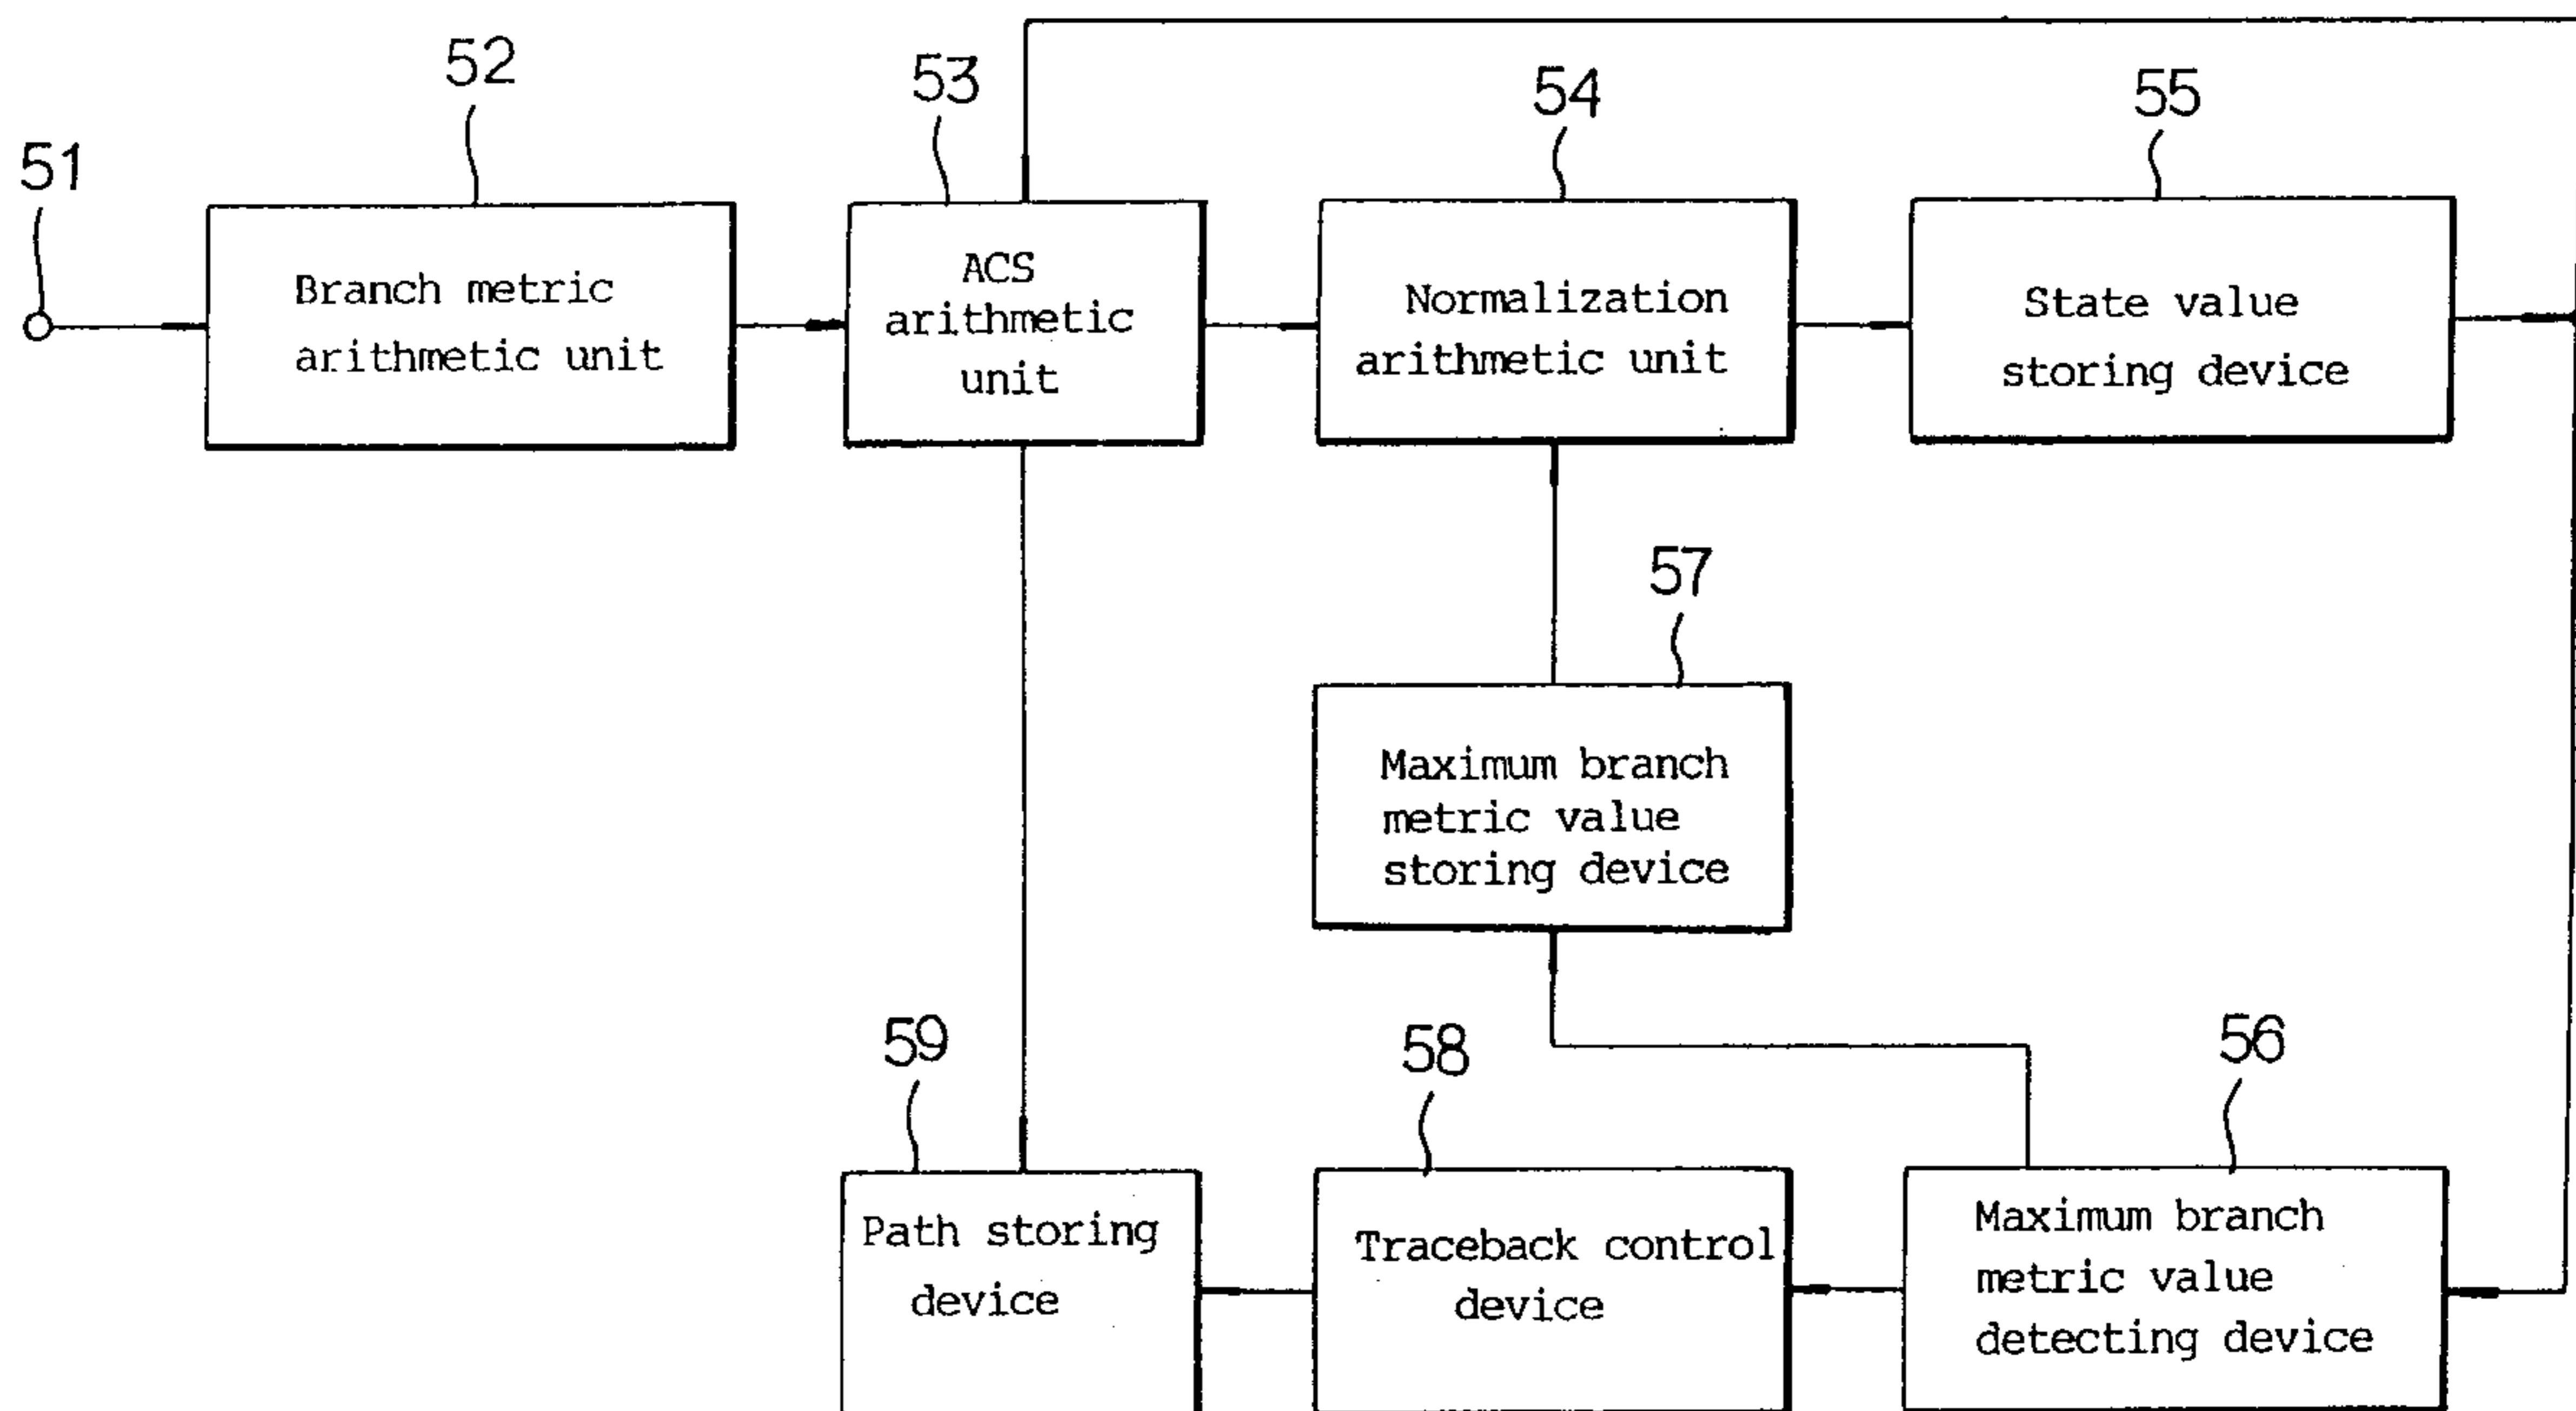 51
52
Branch metric
arithmetic unit
53
ACS
arithmetic
unit
54
Normalization
arithmetic unit
55
State value
storing device
57
Maximum branch
metric value
storing device
59
Path storing
device
58
Traceback control
device
56
Maximum branch
metric value
detecting device